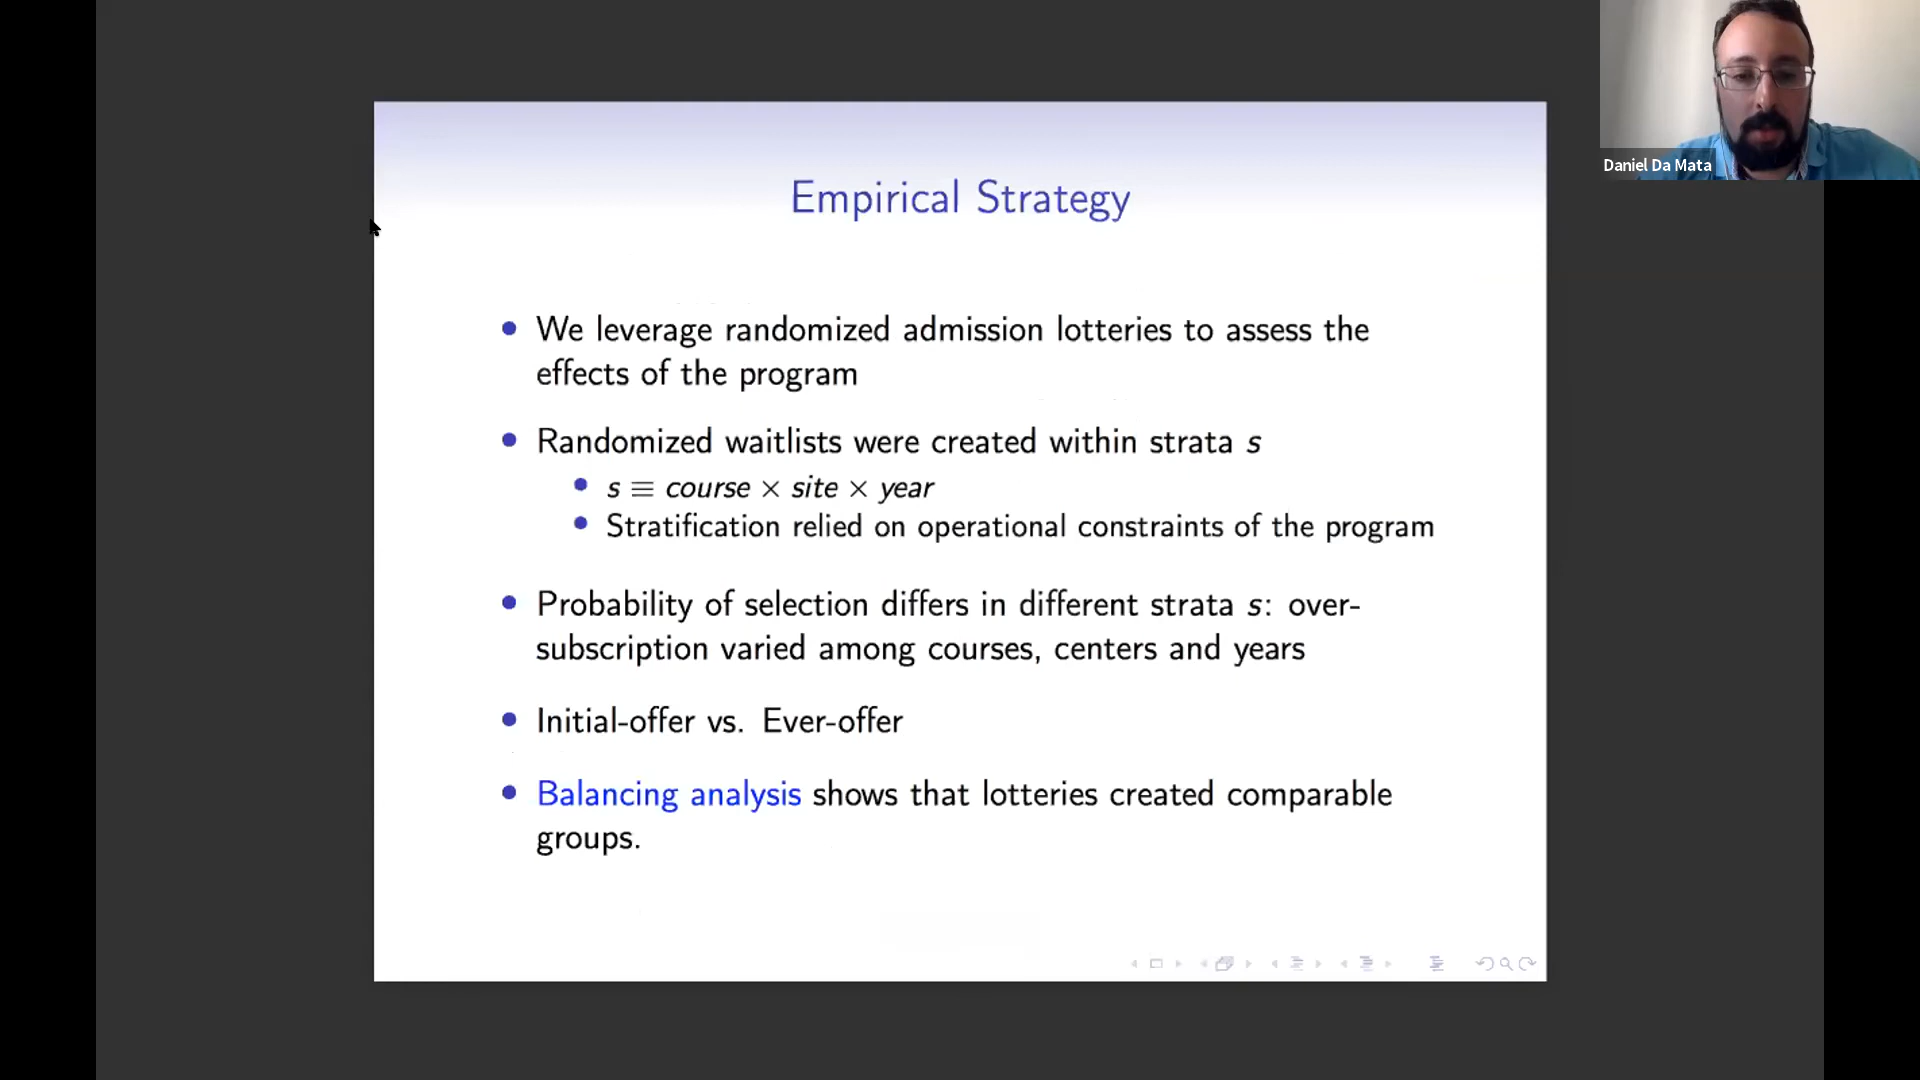 Daniel Da Mata
Empirical Strategy
• We leverage randomized admission lotteries to assess the
effects of the program
• Randomized waitlists were created within strata s
• s ≡ course × site × year
• Stratification relied on operational constraints of the program
• Probability of selection differs in different strata s: over-
subscription varied among courses, centers and years
• Initial-offer vs. Ever-offer
• Balancing analysis shows that lotteries created comparable
groups.